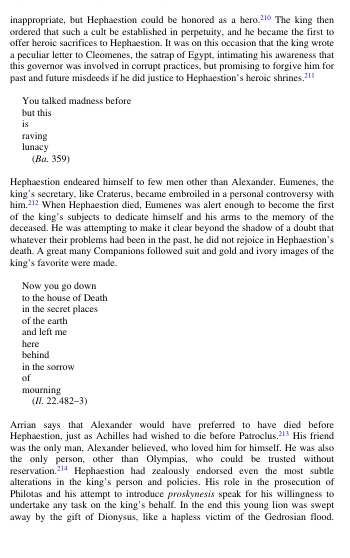 inappropriate, but Hephaestion could be honored as a hero.210 The king then
ordered that such a cult be established in perpetuity, and he became the first to
offer heroic sacrifices to Hephaestion. It was on this occasion that the king wrote
a peculiar letter to Cleomenes, the satrap of Egypt, intimating his awareness that
this governor was involved in corrupt practices, but promising to forgive him for
past and future misdeeds if he did justice to Hephaestion's heroic shrines.211
You talked madness before
but this
is
raving
lunacy
(Ba. 359)
Hephaestion endeared himself to few men other than Alexander. Eumenes, the
king's secretary, like Craterus, became embroiled in a personal controversy with
him.212 When Hephaestion died, Eumenes was alert enough to become the first
of the king's subjects to dedicate himself and his arms to the memory of the
deceased. He was attempting to make it clear beyond the shadow of a doubt that
whatever their problems had been in the past, he did not rejoice in Hephaestion's
death. A great many Companions followed suit and gold and ivory images of the
king's favorite were made.
Now you go down
to the house of Death
in the secret places
of the earth
and left me
here
behind
in the sorrow
of
mourning
(Il. 22.482–3)
Arrian says that Alexander would have preferred to have died before
Hephaestion, just as Achilles had wished to die before Patroclus.213 His friend
was the only man, Alexander believed, who loved him for himself. He was also
the only person, other than Olympias, who could be trusted without
reservation.214 Hephaestion had zealously endorsed even the most subtle
alterations in the king's person and policies. His role in the prosecution of
Philotas and his attempt to introduce proskynesis speak for his willingness to
undertake any task on the king's behalf. In the end this young lion was swept
away by the gift of Dionysus, like a hapless victim of the Gedrosian flood.